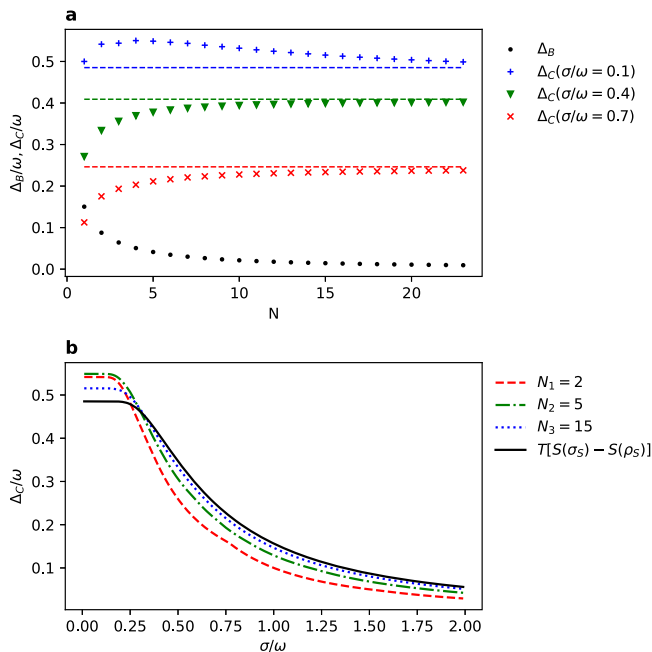 a
Δ_B/ω, Δ_C/ω
0.5
0.4
0.3
0.2
0.1
0.0
0 5 10 15 20
N
Δ_B
Δ_C(σ/ω = 0.1)
Δ_C(σ/ω = 0.4)
Δ_C(σ/ω = 0.7)
b
Δ_C/ω
0.5
0.4
0.3
0.2
0.1
0.00 0.25 0.50 0.75 1.00 1.25 1.50 1.75 2.00
σ/ω
N₁ = 2
N₂ = 5
N₃ = 15
T[S(σ_S) − S(ρ_S)]